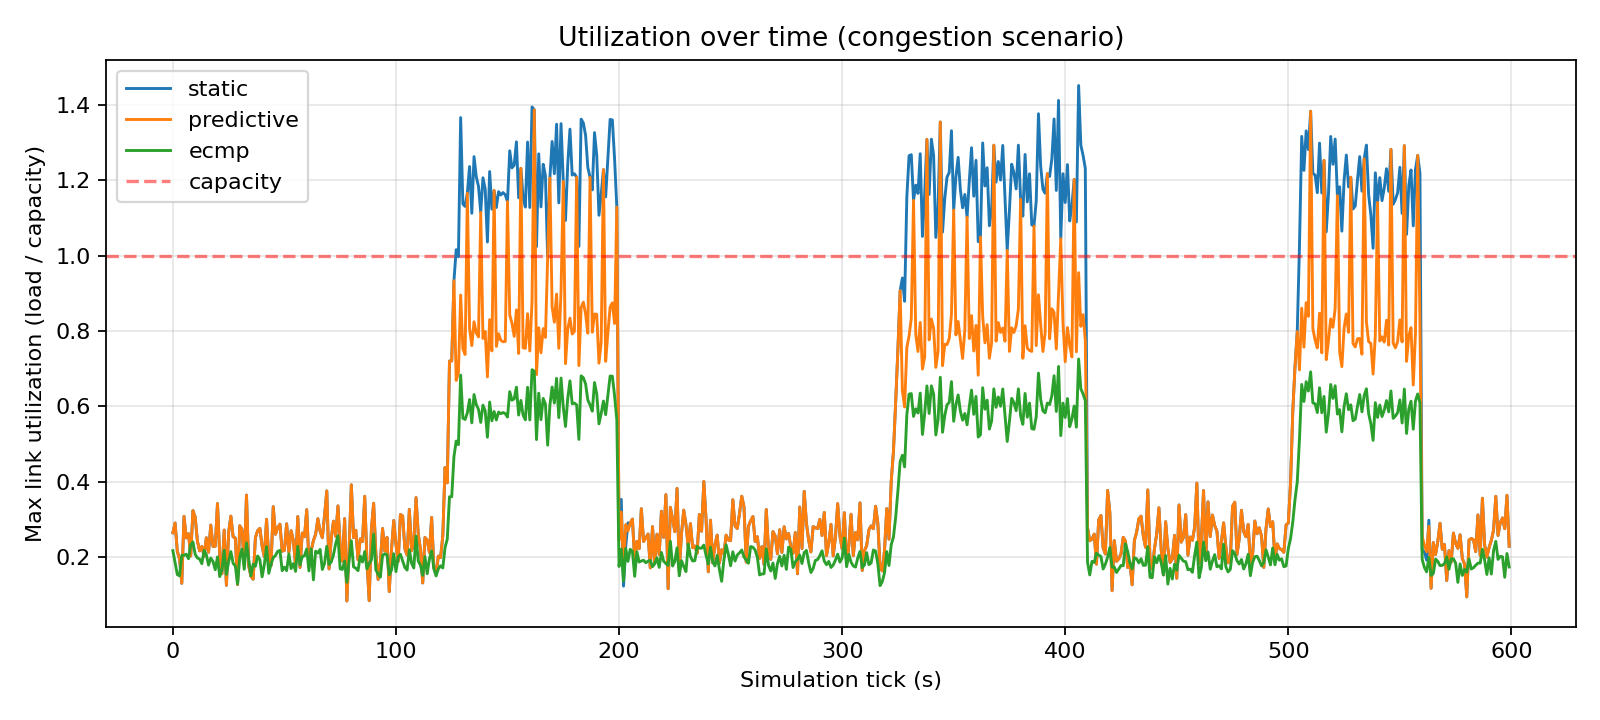 Utilization over time (congestion scenario)
static
predictive
ecmp
capacity
Max link utilization (load / capacity)
1.4
1.2
1.0
0.8
0.6
0.4
0.2
0 100 200 300 400 500 600
Simulation tick (s)